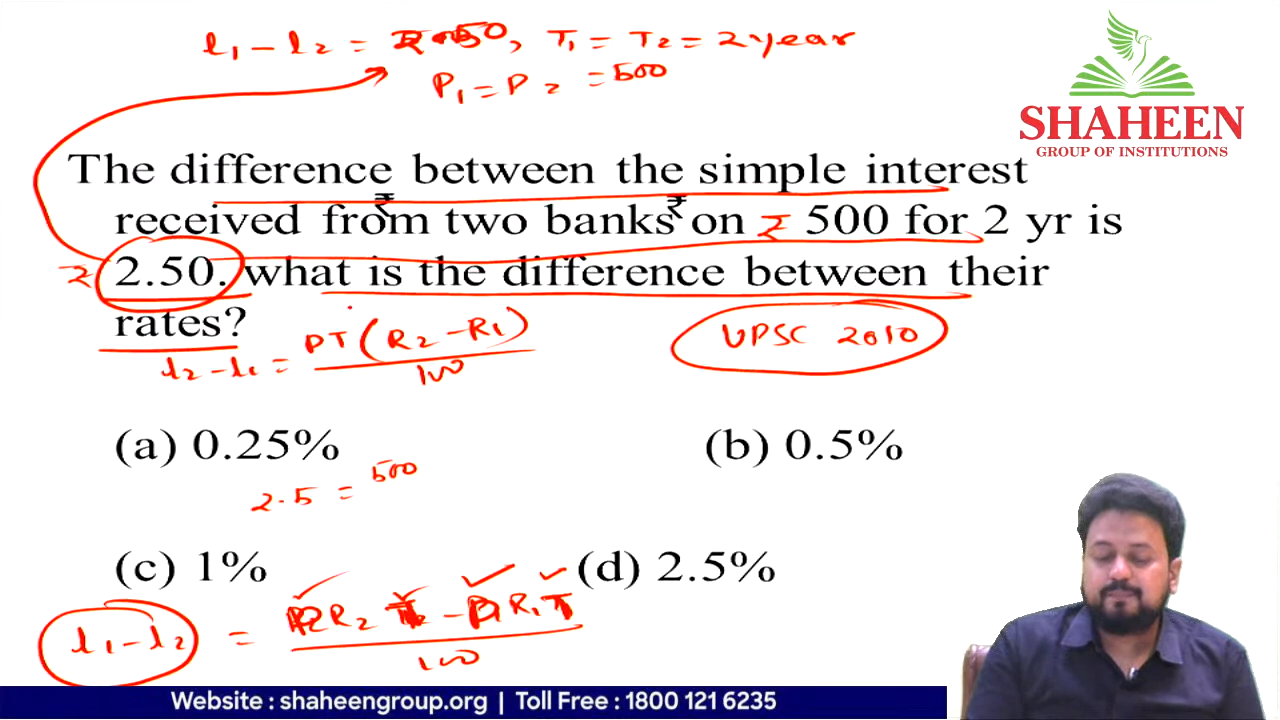 I₁ - I₂ = 2.50, T₁ = T₂ = 2 year
P₁ = P₂ = 500
SHAHEEN
GROUP OF INSTITUTIONS
The difference between the simple interest
₹ ₹
received from two banks on ₹ 500 for 2 yr is
₹ 2.50. what is the difference between their
rates?
UPSC 2010
I₂ - I₁ = PT (R₂ - R₁)
100
(a) 0.25%
(b) 0.5%
2.5 = 500
(c) 1%
(d) 2.5%
I₁ - I₂ = P R₂ T - P R₁ T
100
Website : shaheengroup.org | Toll Free : 1800 121 6235